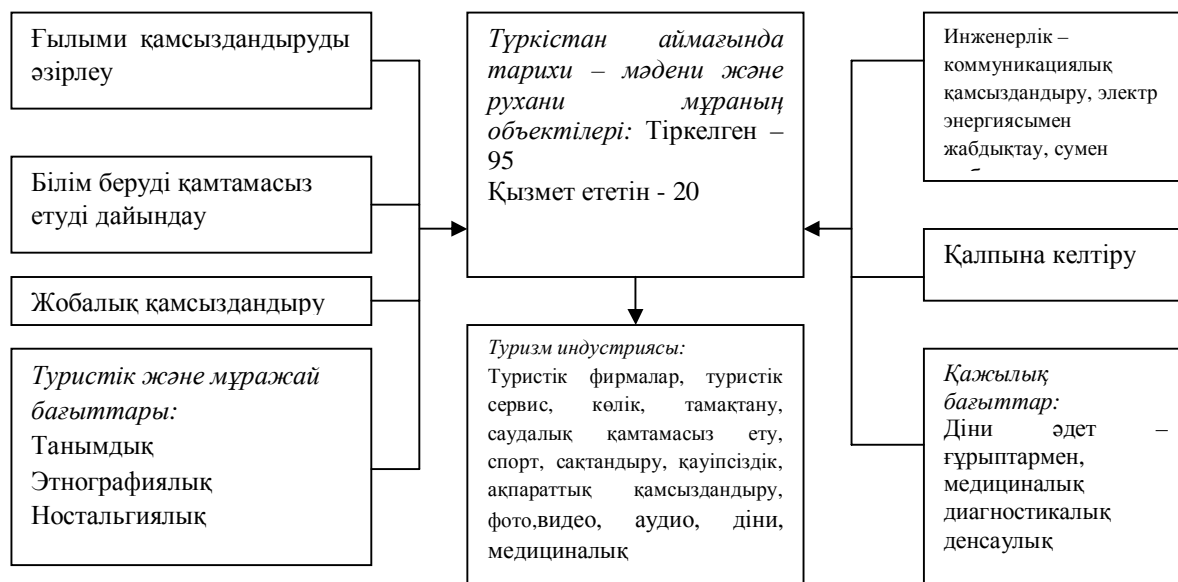 Ғылыми қамсыздандыруды
әзірлеу
Білім беруді қамтамасыз
етуді дайындау
Жобалық қамсыздандыру
Туристік және мұражай
бағыттары:
Танымдық
Этнографиялық
Ностальгиялық
Түркістан аймағында
тарихи – мәдени және
рухани мұраның
объектілері: Тіркелген –
95
Қызмет ететін - 20
Туризм индустриясы:
Туристік фирмалар, туристік
сервис, көлік, тамақтану,
саудалық қамтамасыз ету,
спорт, сақтандыру, қауіпсіздік,
ақпараттық қамсыздандыру,
фото,видео, аудио, діни,
медициналық
Инженерлік –
коммуникациялық
қамсыздандыру, электр
энергиясымен
жабдықтау, сумен
Қалпына келтіру
Қажылық
бағыттар:
Діни әдет –
ғұрыптармен,
медициналық
диагностикалық
денсаулық